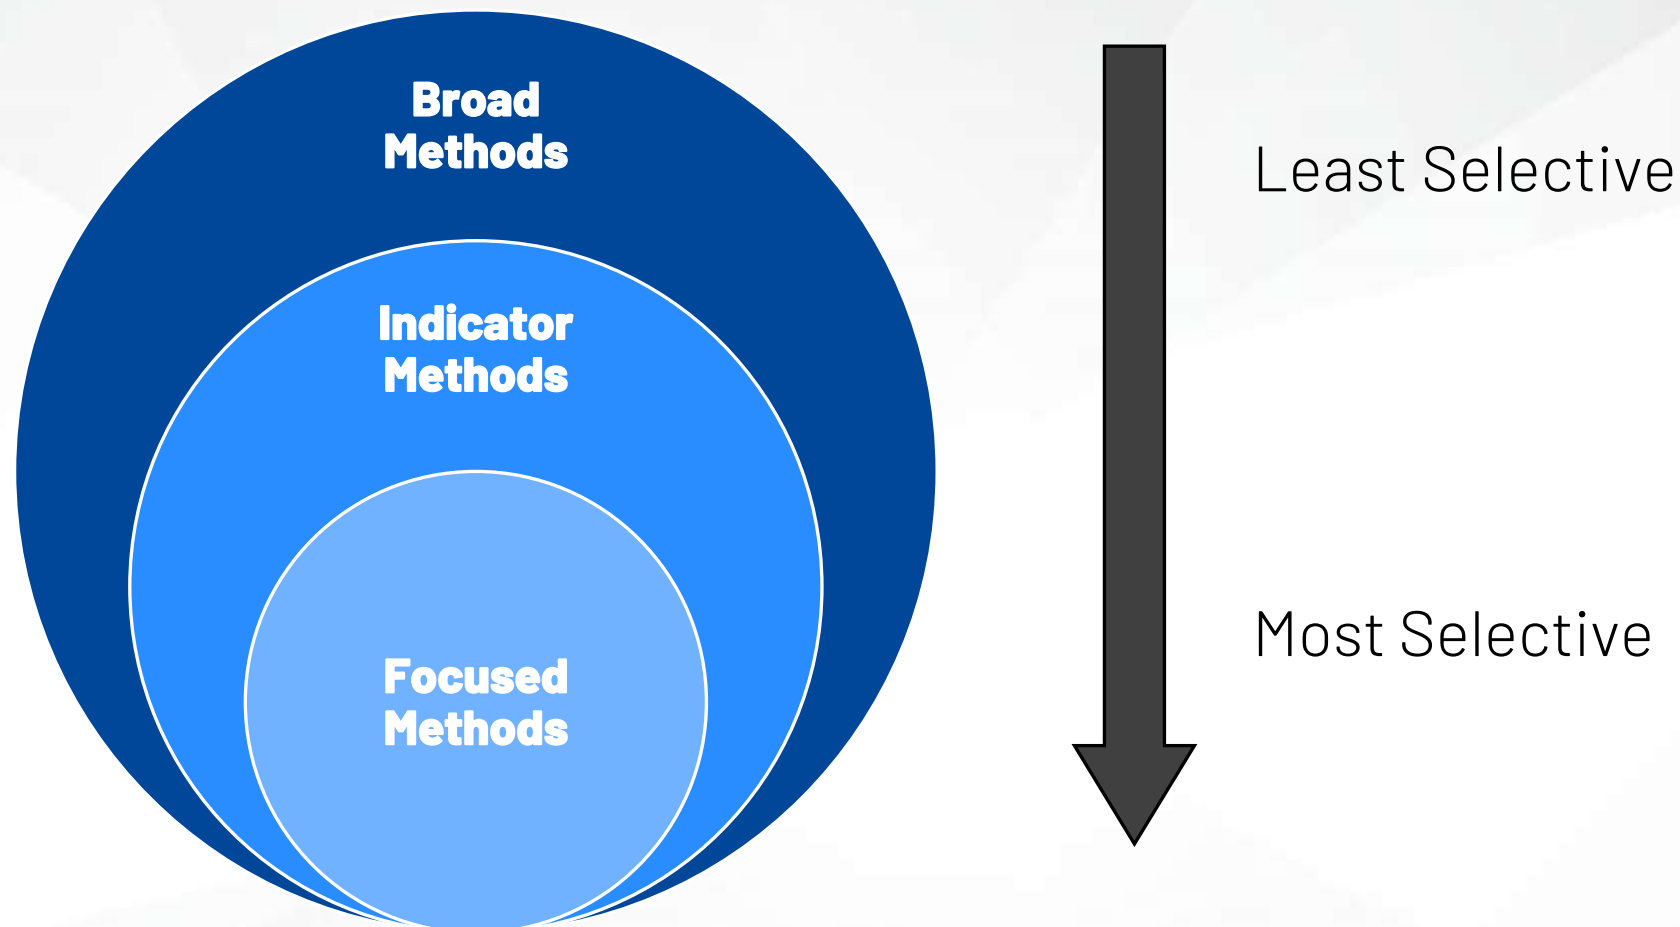 Broad
Methods
Least Selective
Indicator
Methods
Most Selective
Focused
Methods